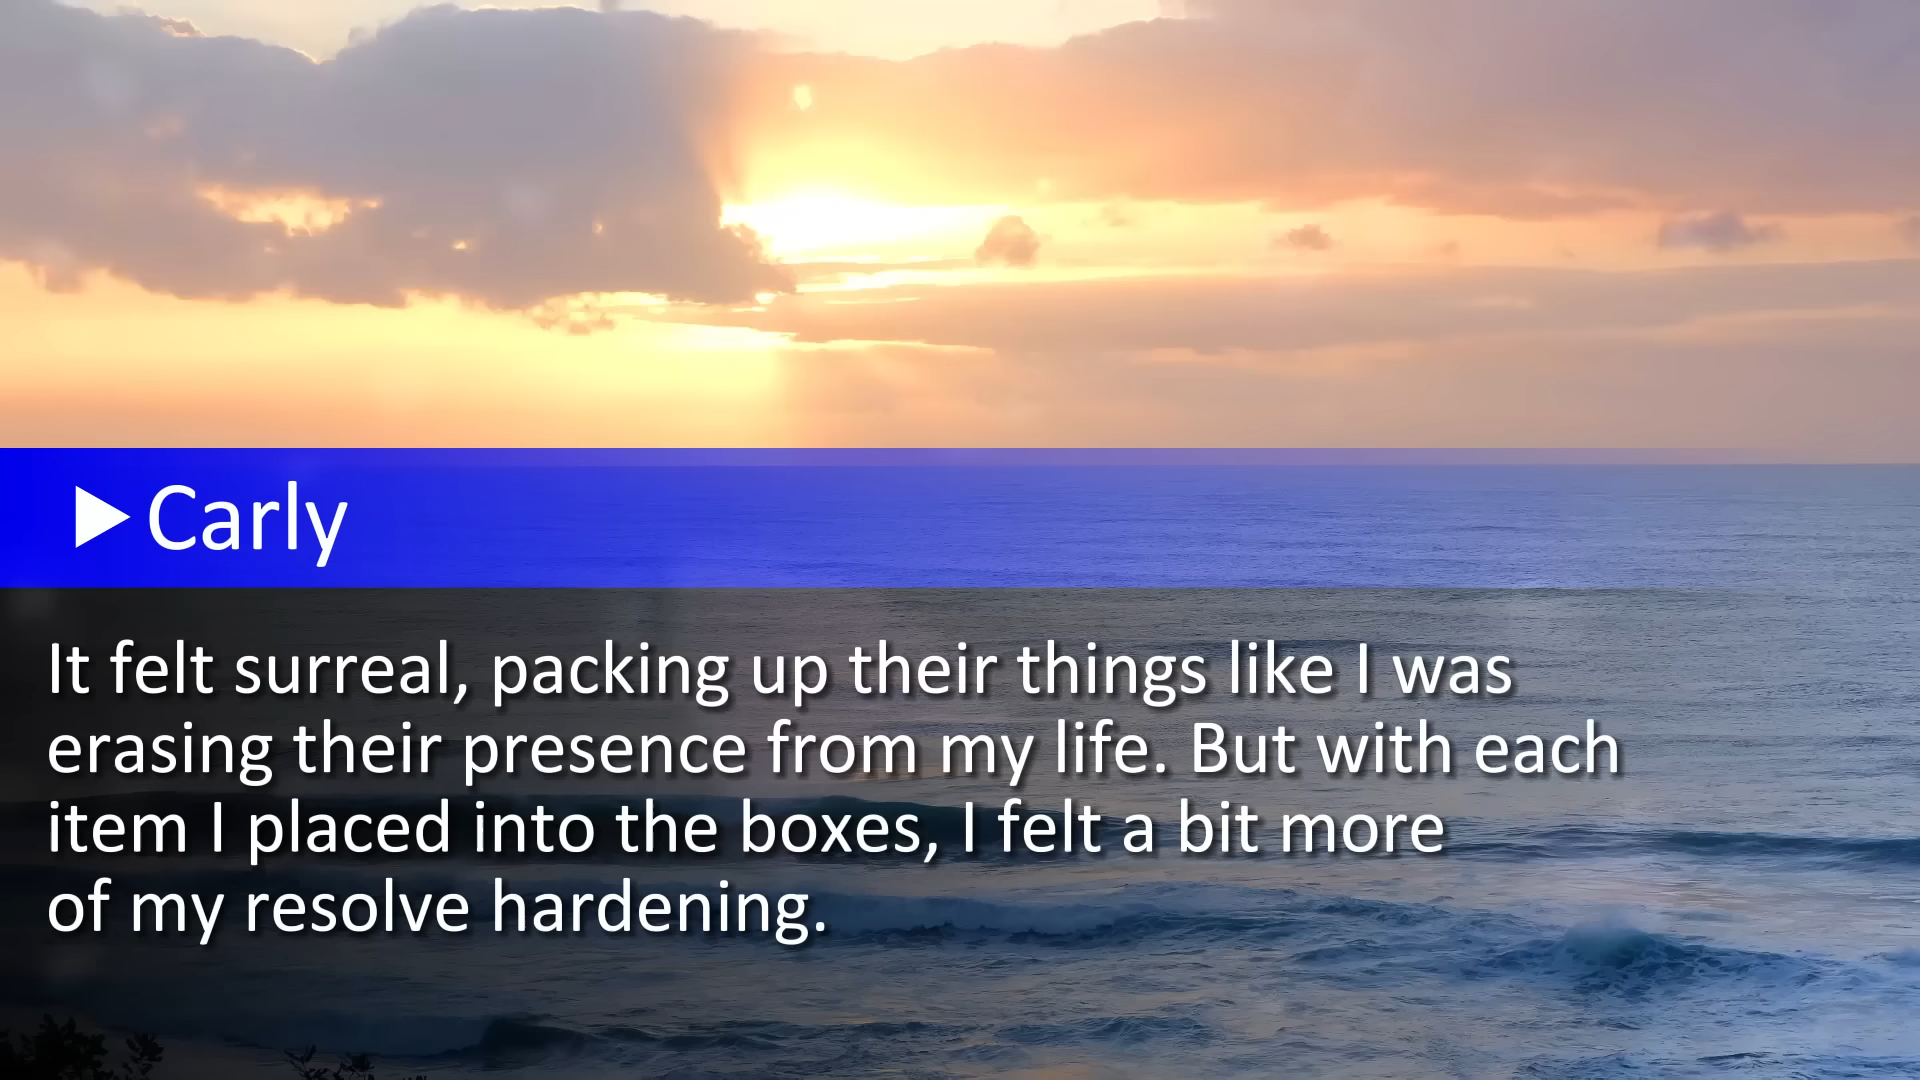 Carly
It felt surreal, packing up their things like I was
erasing their presence from my life. But with each
item I placed into the boxes, I felt a bit more
of my resolve hardening.